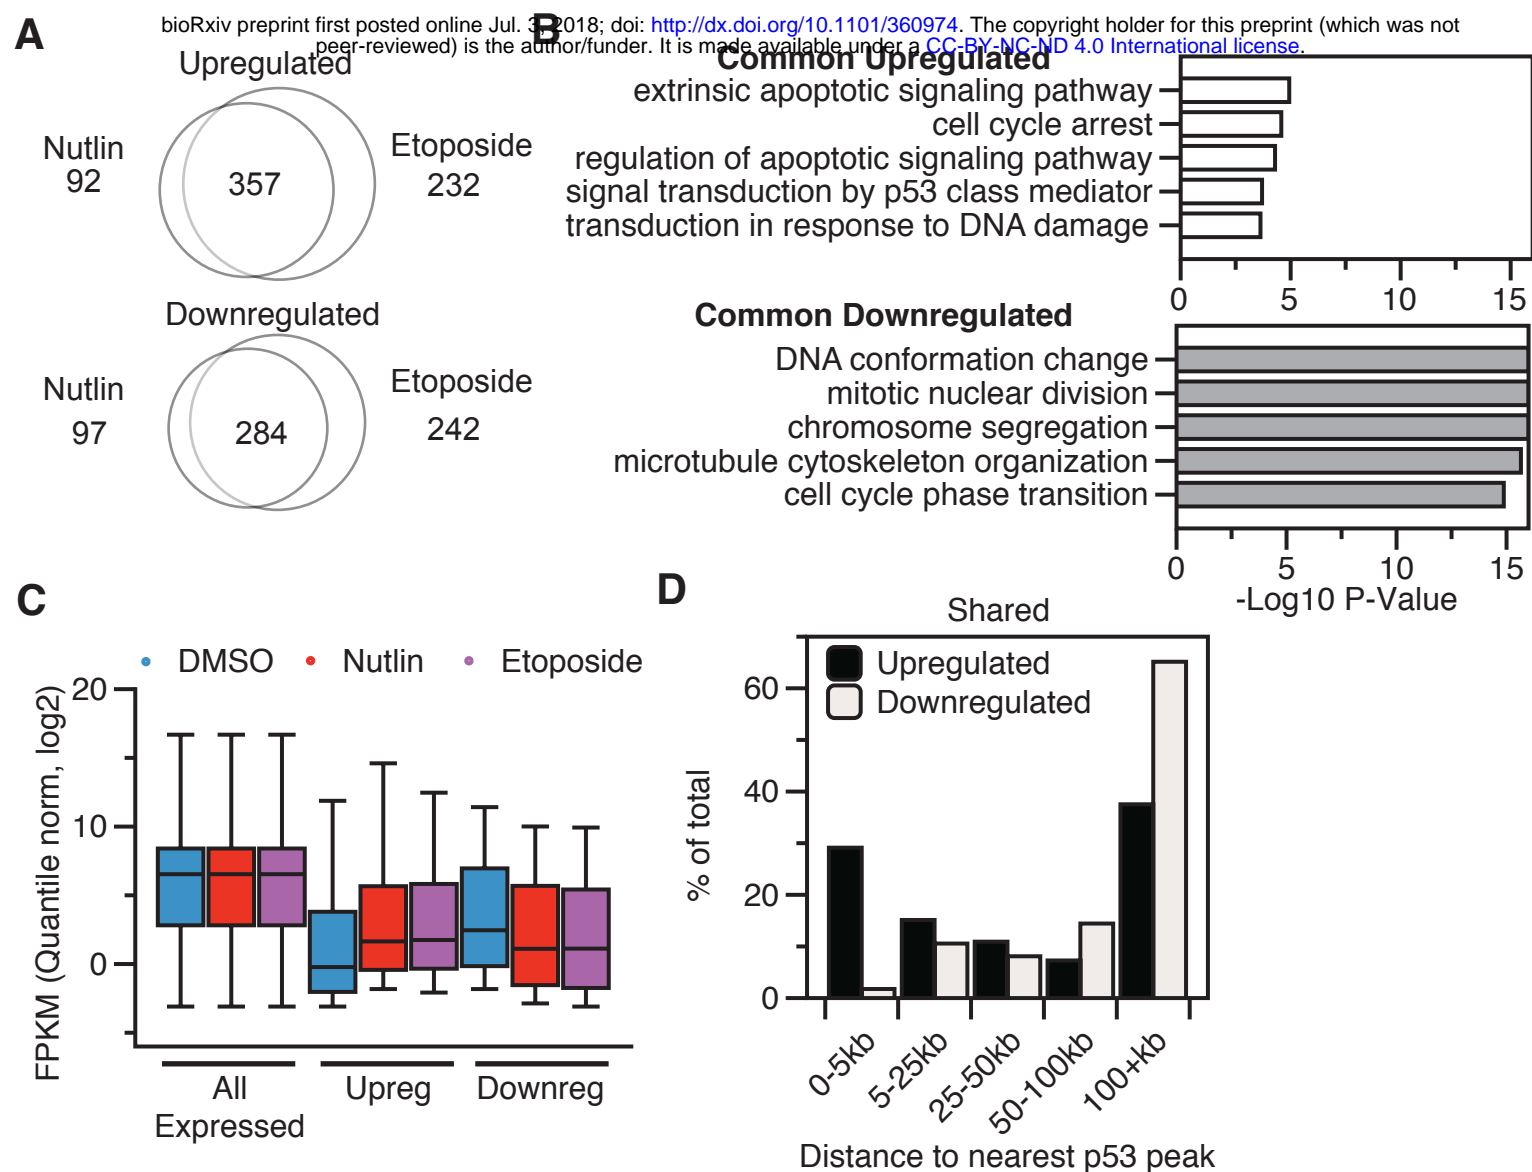 bioRxiv preprint first posted online Jul. 3, 2018; doi: http://dx.doi.org/10.1101/360974. The copyright holder for this preprint (which was not
peer-reviewed) is the author/funder. It is made available under a CC-BY-NC-ND 4.0 International license.
A
Upregulated
Nutlin
92
357
Etoposide
232
Downregulated
Nutlin
97
284
Etoposide
242
B
Common Upregulated
extrinsic apoptotic signaling pathway
cell cycle arrest
regulation of apoptotic signaling pathway
signal transduction by p53 class mediator
transduction in response to DNA damage
0 5 10 15
Common Downregulated
DNA conformation change
mitotic nuclear division
chromosome segregation
microtubule cytoskeleton organization
cell cycle phase transition
0 5 10 15
-Log10 P-Value
C
DMSO Nutlin Etoposide
FPKM (Quantile norm, log2)
20
10
0
All
Expressed
Upreg
Downreg
D
Shared
Upregulated
Downregulated
% of total
60
40
20
0
0-5kb
5-25kb
25-50kb
50-100kb
100+kb
Distance to nearest p53 peak